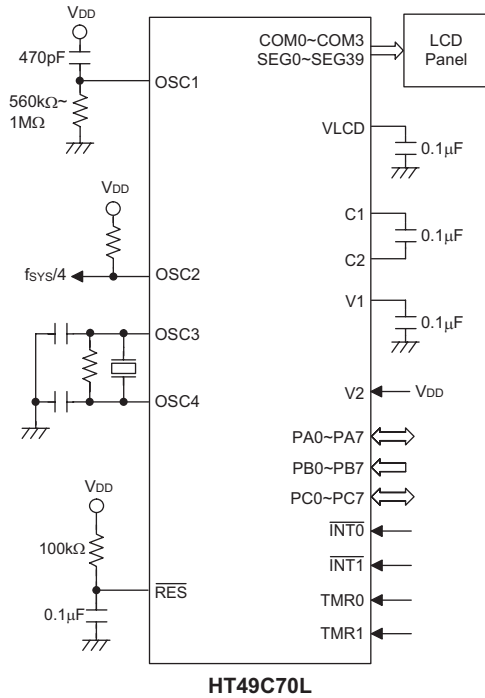 VDD
470pF
560kΩ~
1MΩ
OSC1
VDD
fSYS/4
OSC2
OSC3
OSC4
VDD
100kΩ
RES
0.1μF
COM0~COM3
SEG0~SEG39
LCD
Panel
VLCD
0.1μF
C1
C2
0.1μF
V1
0.1μF
V2
VDD
PA0~PA7
PB0~PB7
PC0~PC7
INT0
INT1
TMR0
TMR1
HT49C70L